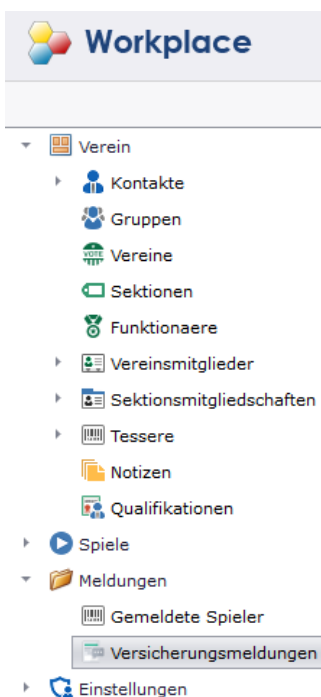 Workplace
Verein
Kontakte
Gruppen
VOTE
Vereine
Sektionen
Funktionaere
Vereinsmitglieder
Sektionsmitgliedschaften
Tessere
Notizen
Qualifikationen
Spiele
Meldungen
Gemeldete Spieler
Versicherungsmeldungen
Einstellungen